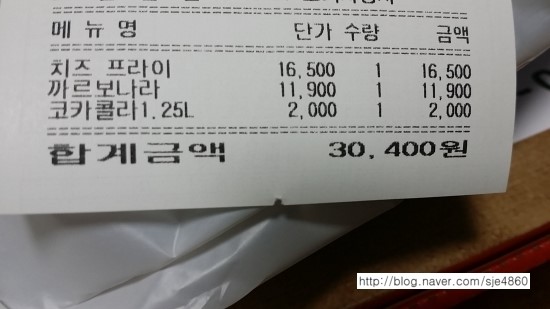 메 뉴 명 단가 수량 금액
치즈 프라이 16,500 1 16,500
까르보나라 11,900 1 11,900
코카콜라1.25L 2,000 1 2,000
합계금액 30,400원
http://blog.naver.com/sje4860